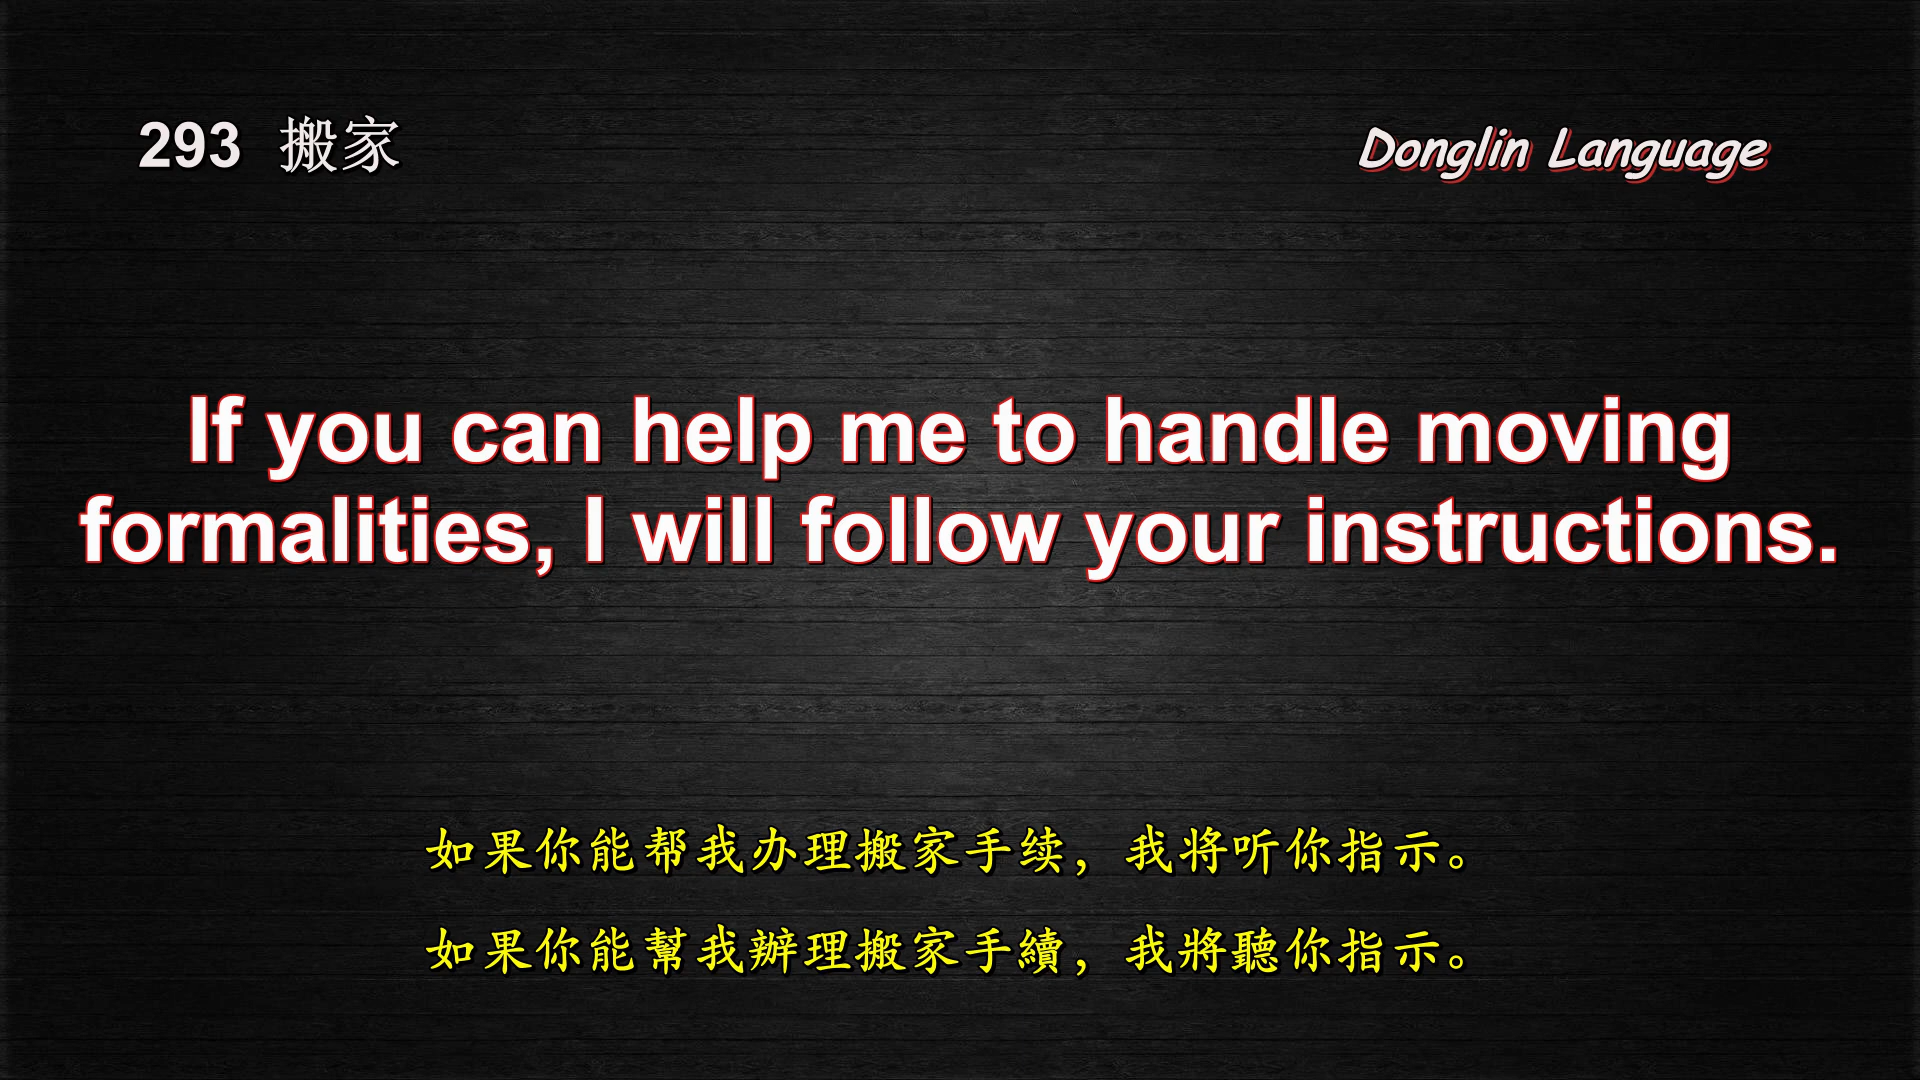 293 搬家
Donglin Language
If you can help me to handle moving
formalities, I will follow your instructions.
如果你能帮我办理搬家手续，我将听你指示。
如果你能幫我辦理搬家手續，我將聽你指示。